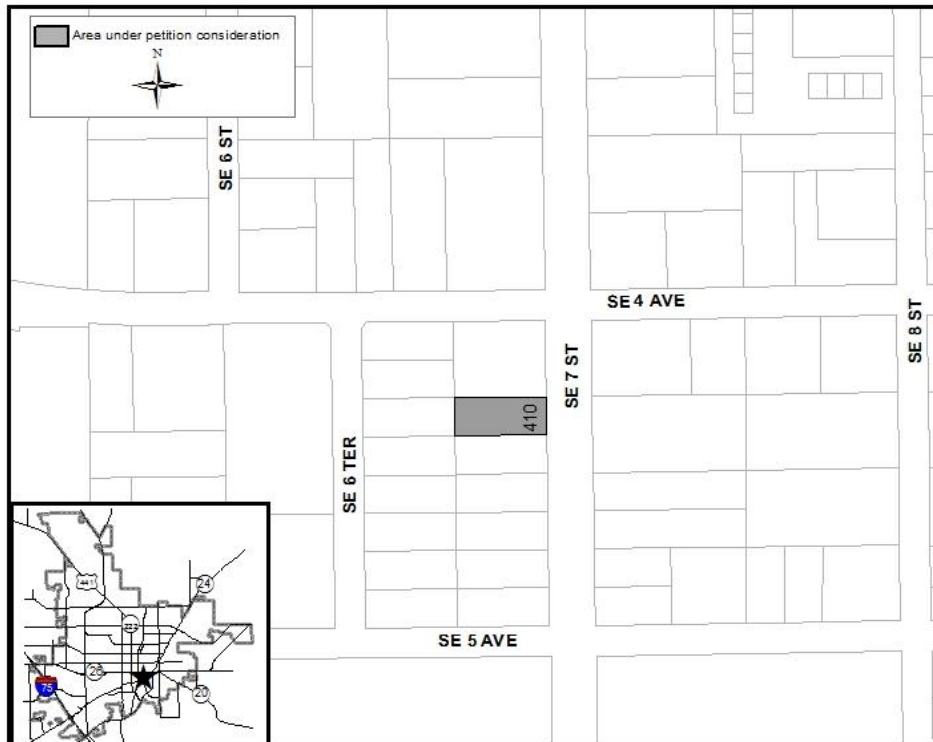 Area under petition consideration
N
SE 6 ST
SE 4 AVE
SE 7 ST
SE 8 ST
410
SE 6 TER
SE 5 AVE
441
24
222
26
75
20